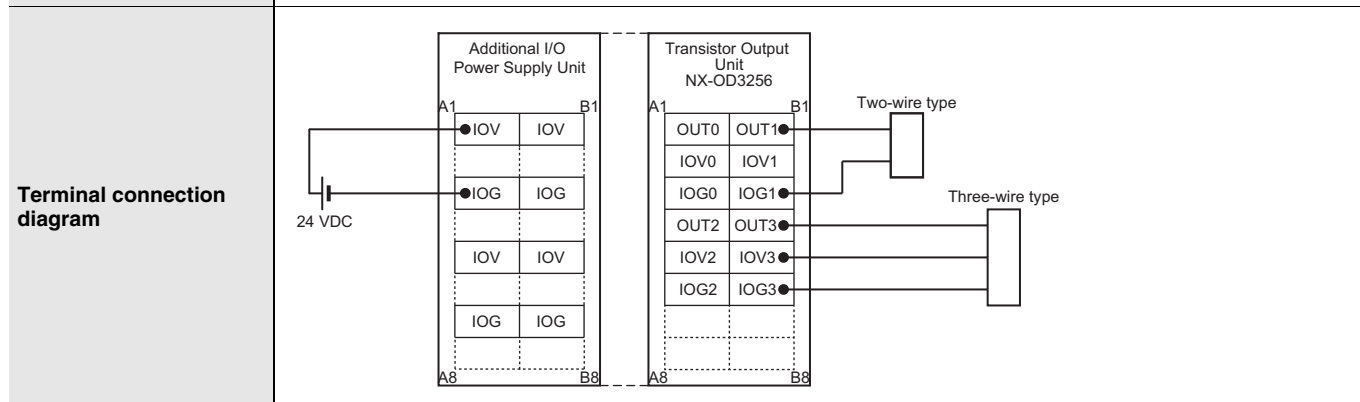 Terminal connection
diagram
24 VDC
Additional I/O
Power Supply Unit
A1 B1
IOV IOV
IOG IOG
IOV IOV
IOG IOG
A8 B8
Transistor Output
Unit
NX-OD3256
A1 B1
OUT0 OUT1
IOV0 IOV1
IOG0 IOG1
OUT2 OUT3
IOV2 IOV3
IOG2 IOG3
A8 B8
Two-wire type
Three-wire type